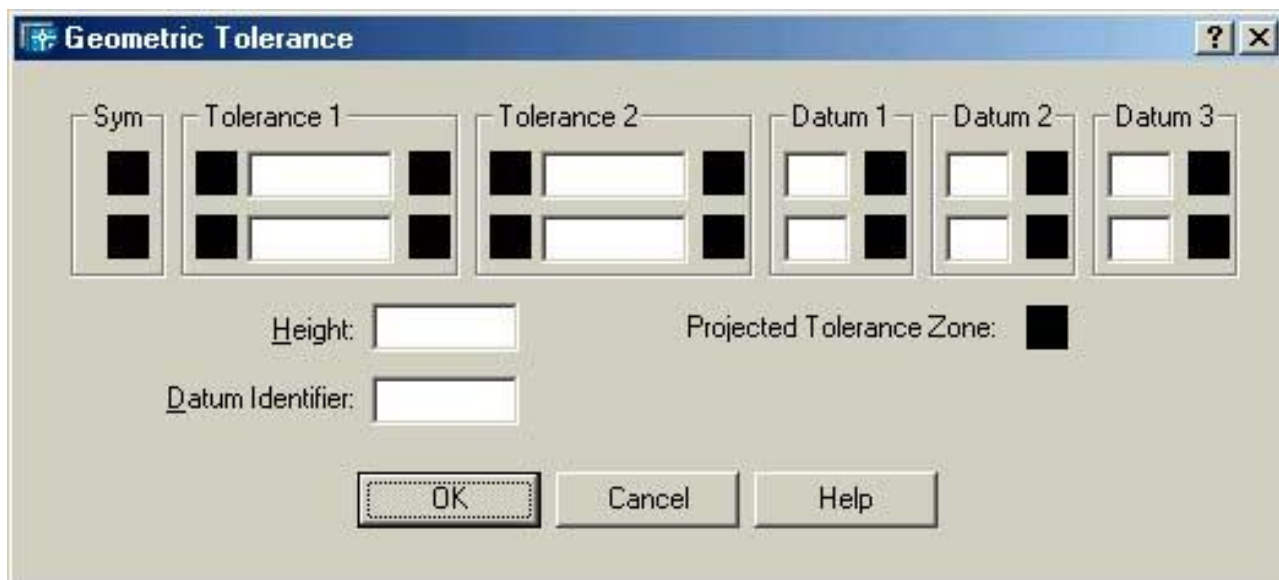 Geometric Tolerance
Sym Tolerance 1 Tolerance 2 Datum 1 Datum 2 Datum 3
Height: Projected Tolerance Zone:
Datum Identifier:
OK Cancel Help